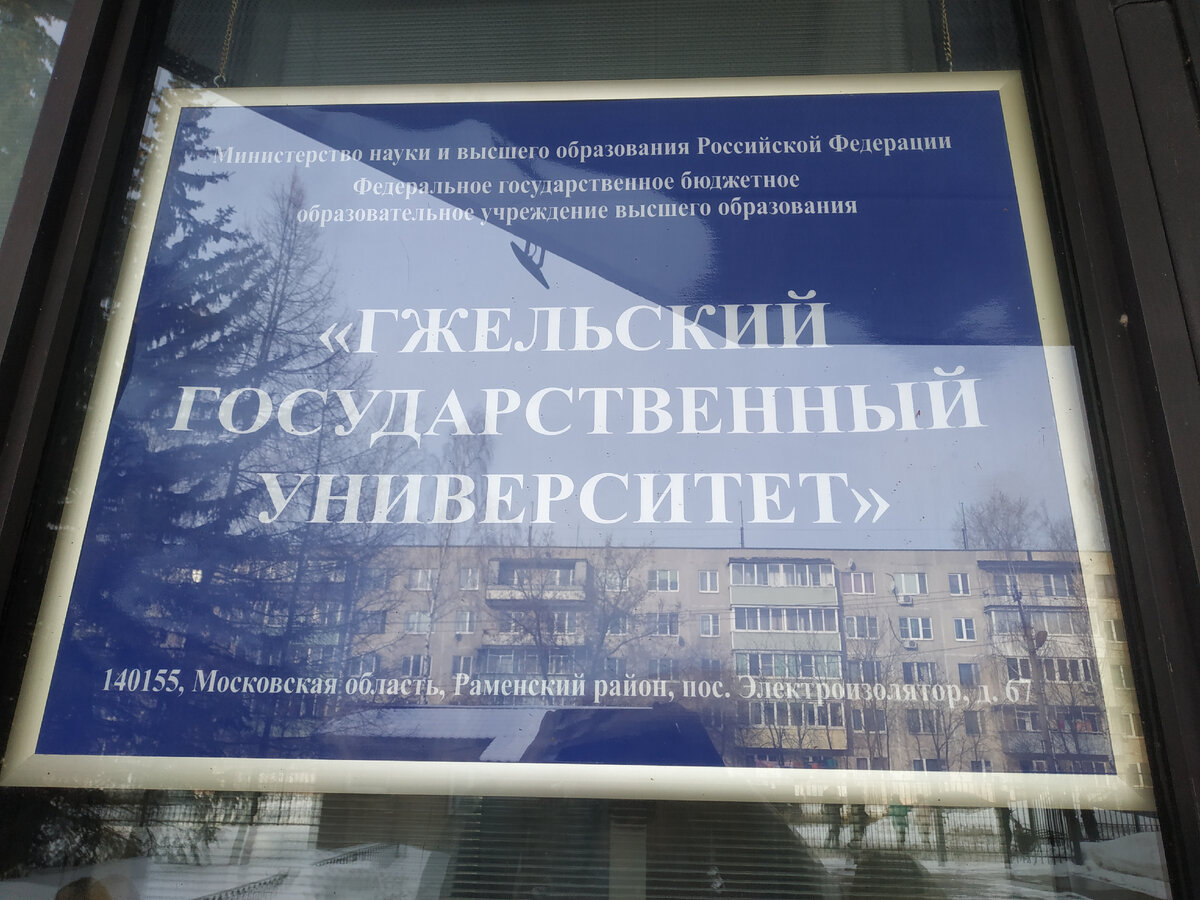 Министерство науки и высшего образования Российской Федерации
Федеральное государственное бюджетное
образовательное учреждение высшего образования
«ГЖЕЛЬСКИЙ
ГОСУДАРСТВЕННЫЙ
УНИВЕРСИТЕТ»
140155, Московская область, Раменский район, пос. Электроизолятор, д. 67